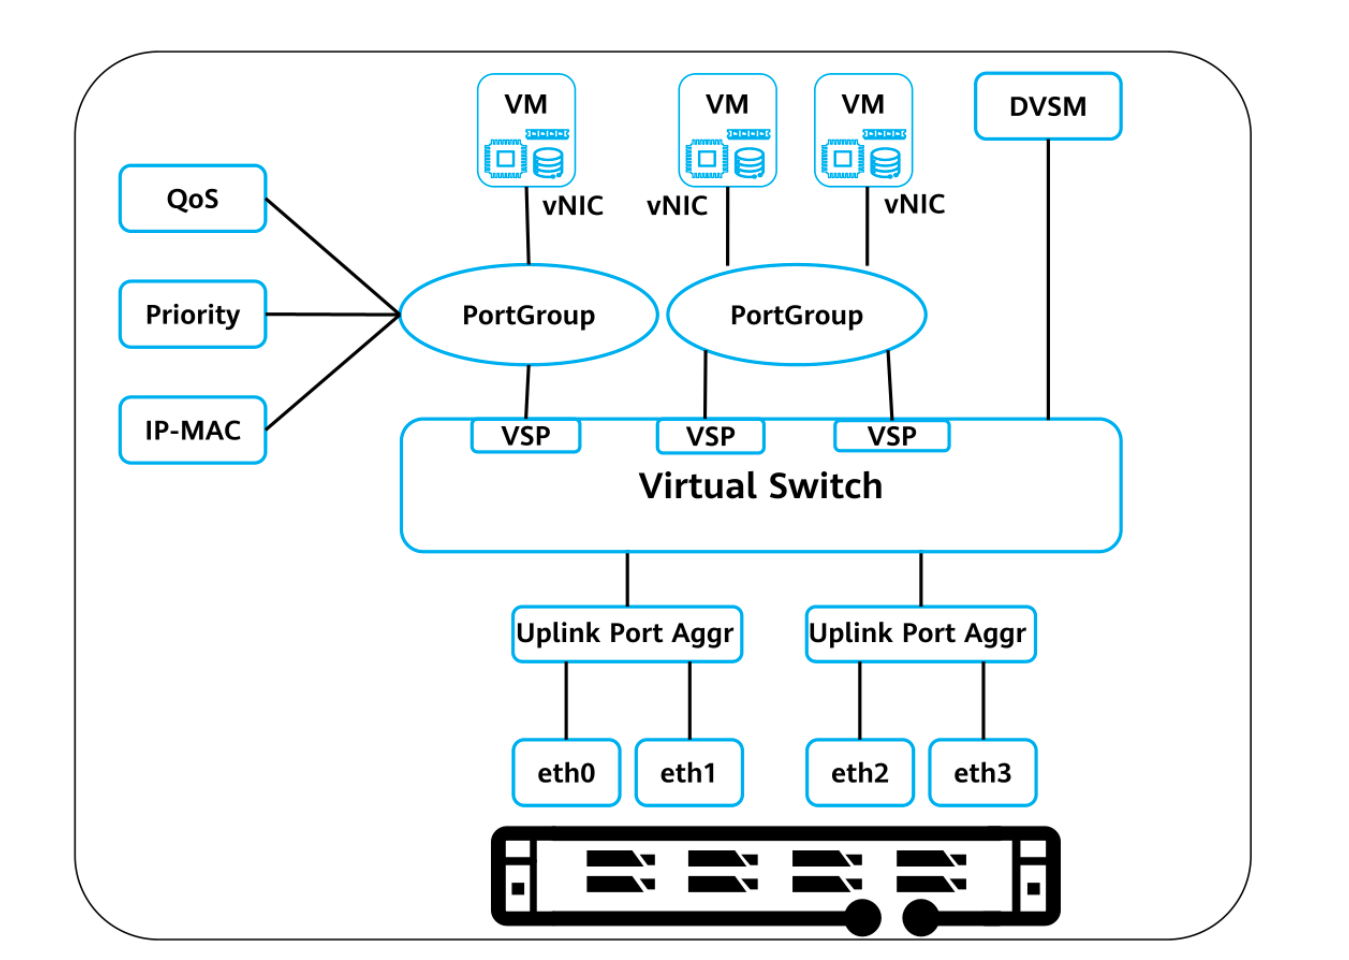 VM
VM
VM
DVSM
QoS
vNIC
vNIC
vNIC
Priority
PortGroup
PortGroup
IP-MAC
VSP
VSP
VSP
Virtual Switch
Uplink Port Aggr
Uplink Port Aggr
eth0
eth1
eth2
eth3